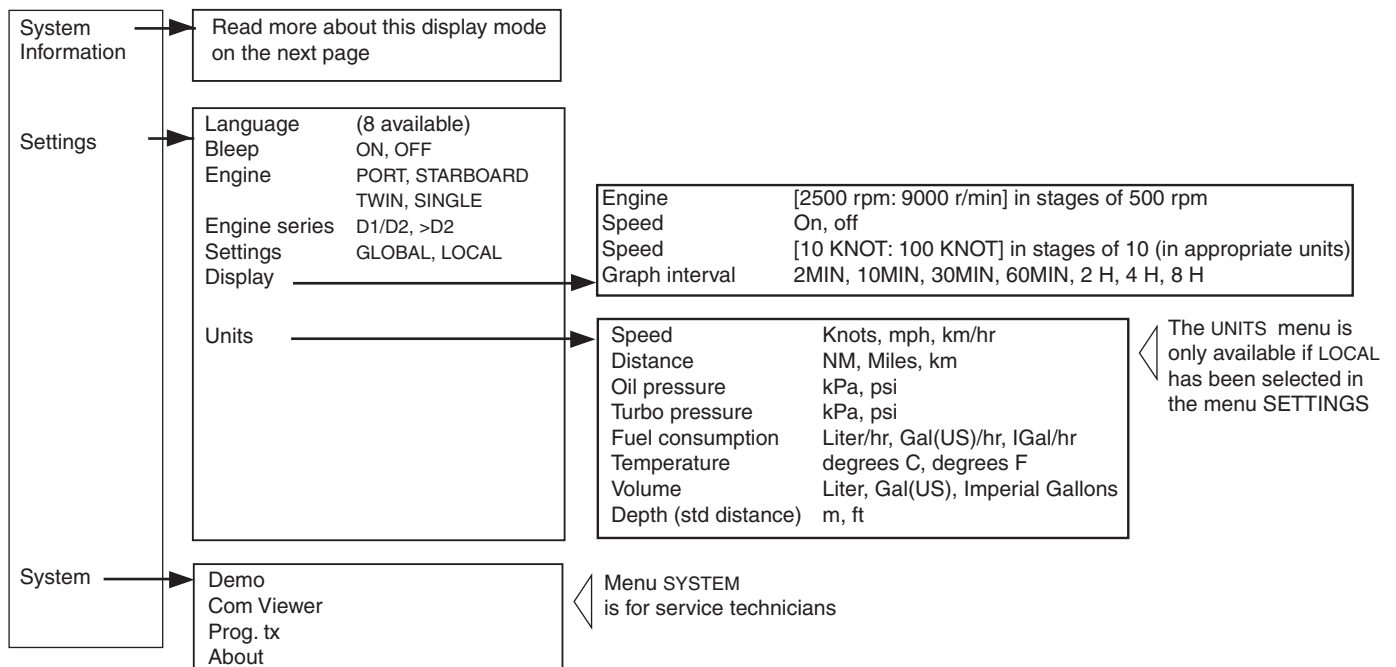 System
Information
Read more about this display mode
on the next page
Settings
Language (8 available)
Bleep ON, OFF
Engine PORT, STARBOARD
TWIN, SINGLE
Engine series D1/D2, >D2
Settings GLOBAL, LOCAL
Display
Engine [2500 rpm: 9000 r/min] in stages of 500 rpm
Speed On, off
Speed [10 KNOT: 100 KNOT] in stages of 10 (in appropriate units)
Graph interval 2MIN, 10MIN, 30MIN, 60MIN, 2 H, 4 H, 8 H
Units
Speed Knots, mph, km/hr
Distance NM, Miles, km
Oil pressure kPa, psi
Turbo pressure kPa, psi
Fuel consumption Liter/hr, Gal(US)/hr, IGal/hr
Temperature degrees C, degrees F
Volume Liter, Gal(US), Imperial Gallons
Depth (std distance) m, ft
The UNITS menu is
only available if LOCAL
has been selected in
the menu SETTINGS
System
Demo
Com Viewer
Prog. tx
About
Menu SYSTEM
is for service technicians